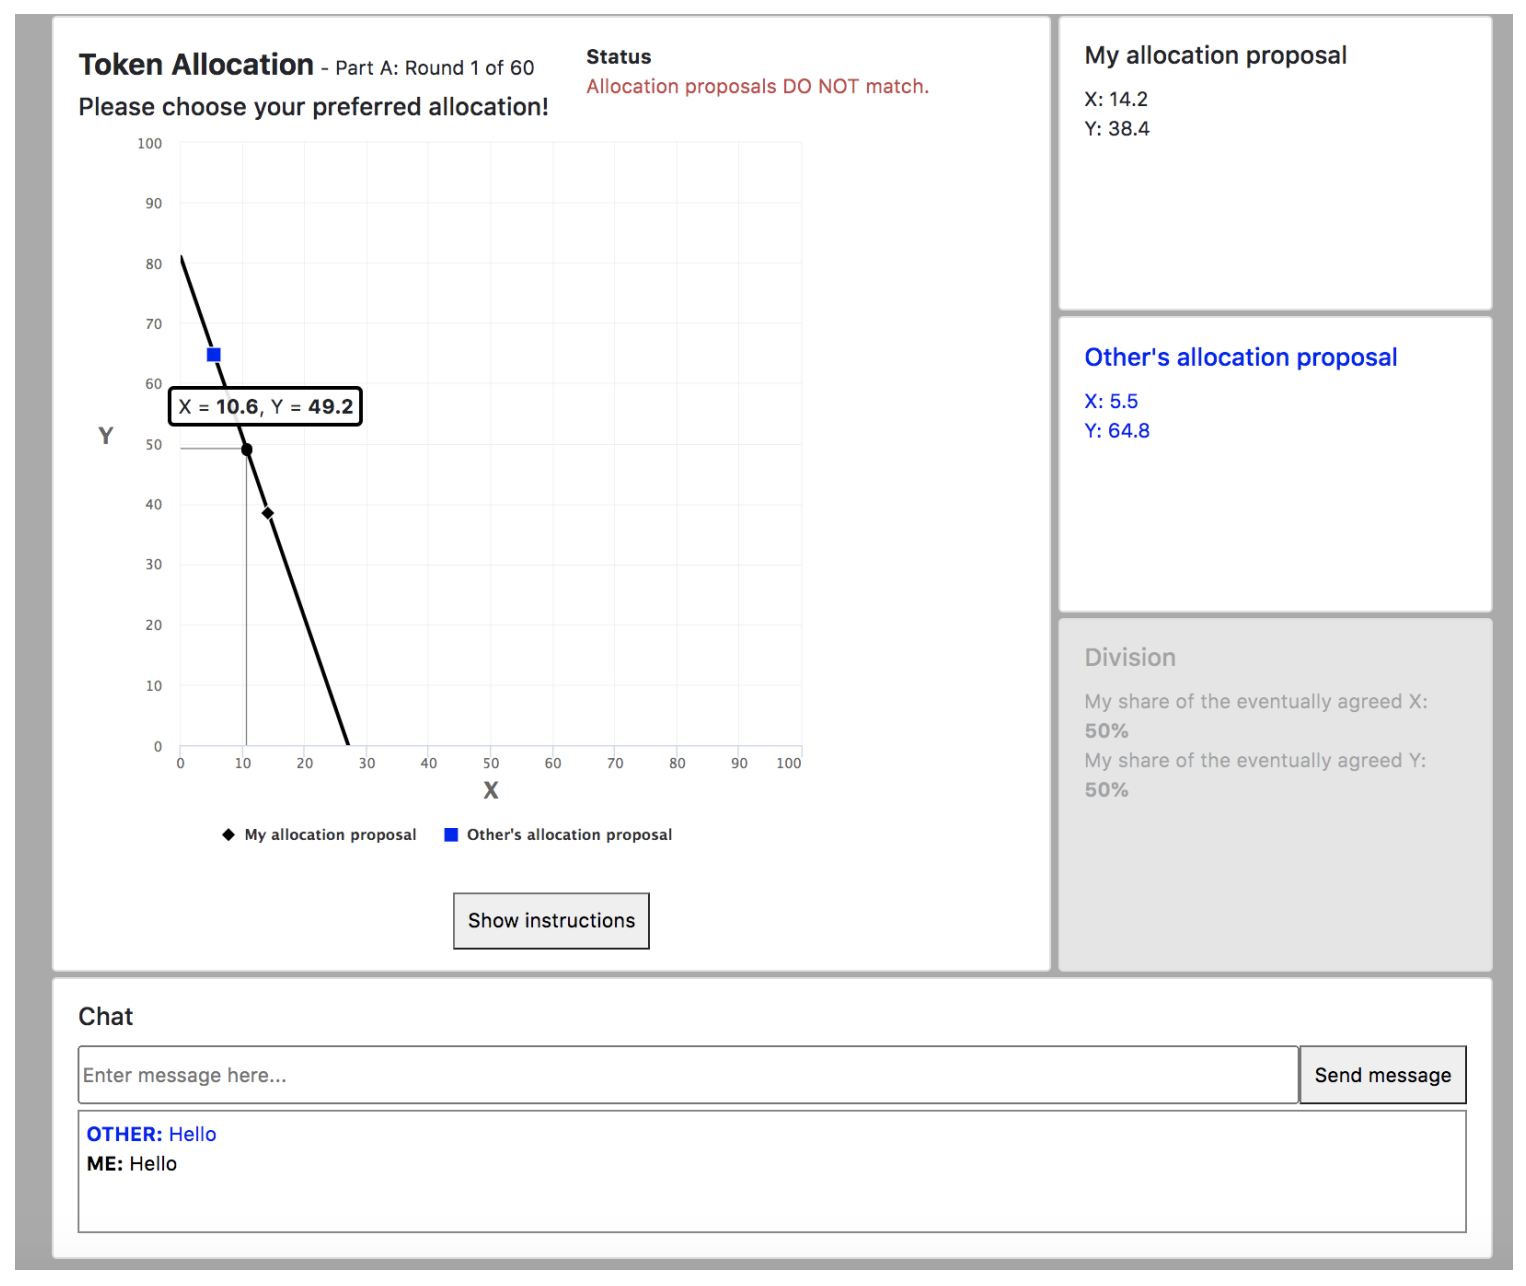 Token Allocation - Part A: Round 1 of 60
Please choose your preferred allocation!
Status
Allocation proposals DO NOT match.
100
90
80
70
60
50
40
30
20
10
0
Y
X = 10.6, Y = 49.2
0 10 20 30 40 50 60 70 80 90 100
X
My allocation proposal Other's allocation proposal
Show instructions
My allocation proposal
X: 14.2
Y: 38.4
Other's allocation proposal
X: 5.5
Y: 64.8
Division
My share of the eventually agreed X:
50%
My share of the eventually agreed Y:
50%
Chat
Enter message here...
Send message
OTHER: Hello
ME: Hello